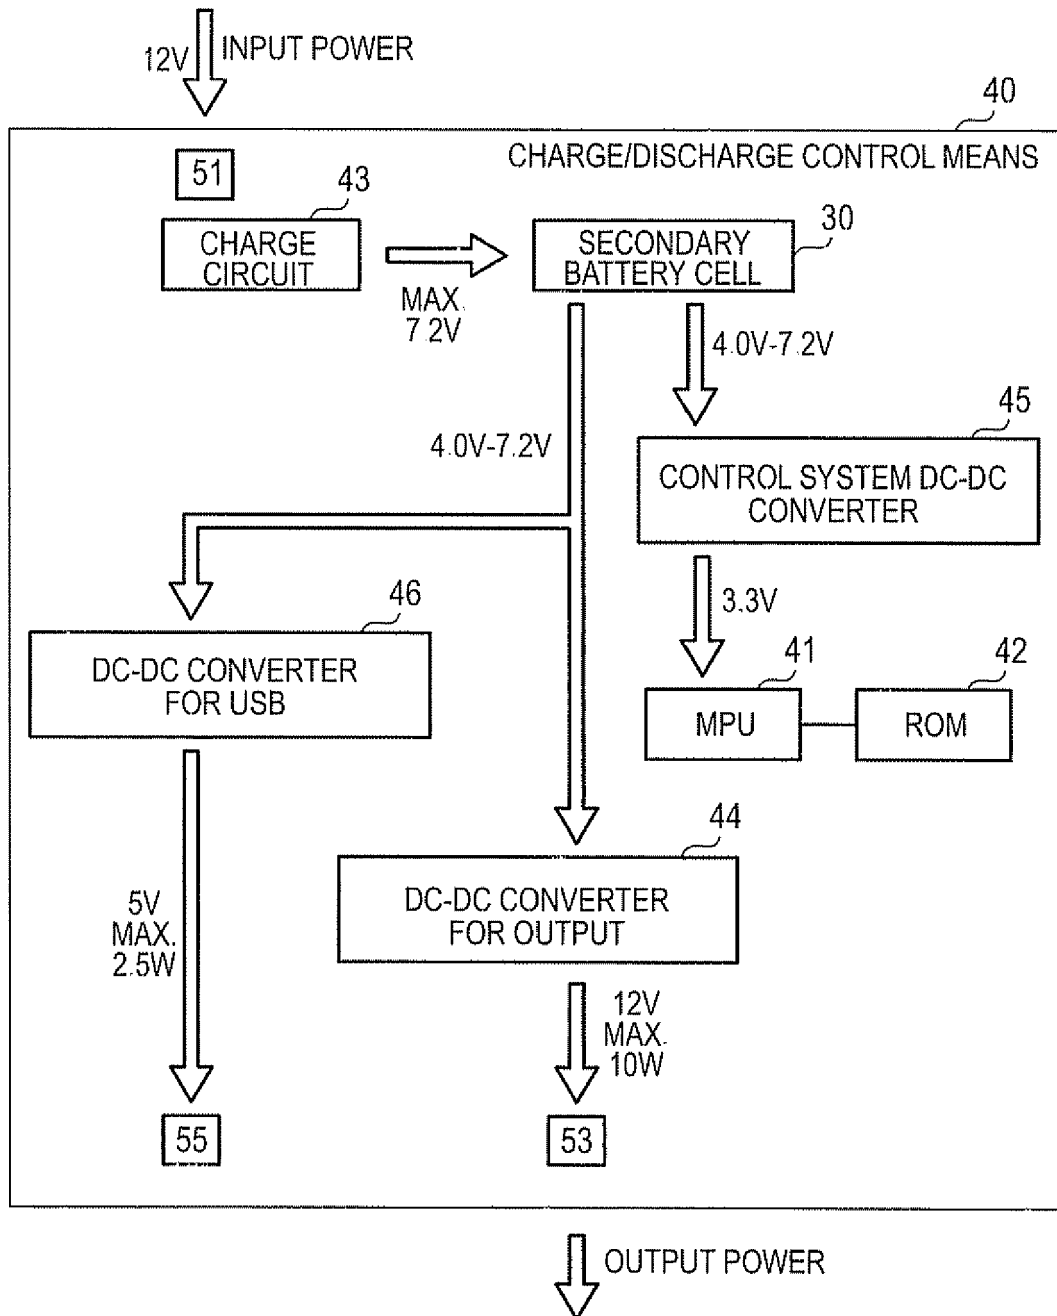 12V
INPUT POWER
40
CHARGE/DISCHARGE CONTROL MEANS
51
43
CHARGE
CIRCUIT
30
SECONDARY
BATTERY CELL
MAX.
7.2V
4.0V-7.2V
4.0V-7.2V
45
CONTROL SYSTEM DC-DC
CONVERTER
3.3V
46
DC-DC CONVERTER
FOR USB
41
MPU
42
ROM
44
DC-DC CONVERTER
FOR OUTPUT
5V
MAX.
2.5W
12V
MAX.
10W
55
53
OUTPUT POWER